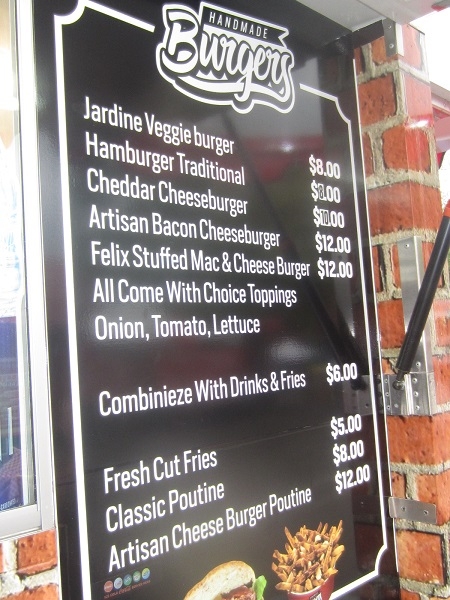 HANDMADE
Burgers
Jardine Veggie burger $8.00
Hamburger Traditional
Cheddar Cheeseburger $10.00
Artisan Bacon Cheeseburger $12.00
Felix Stuffed Mac & Cheese Burger $12.00
All Come With Choice Toppings
Onion, Tomato, Lettuce
Combinieze With Drinks & Fries $6.00
Fresh Cut Fries $5.00
Classic Poutine $8.00
Artisan Cheese Burger Poutine $12.00